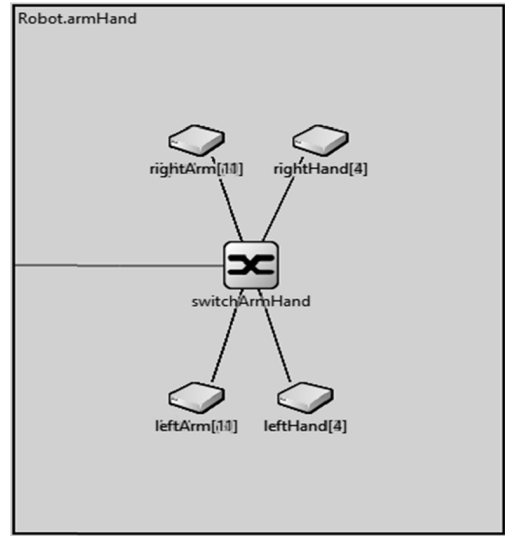 Robot.armHand
rightArm[11]
rightHand[4]
switchArmHand
leftArm[11]
leftHand[4]